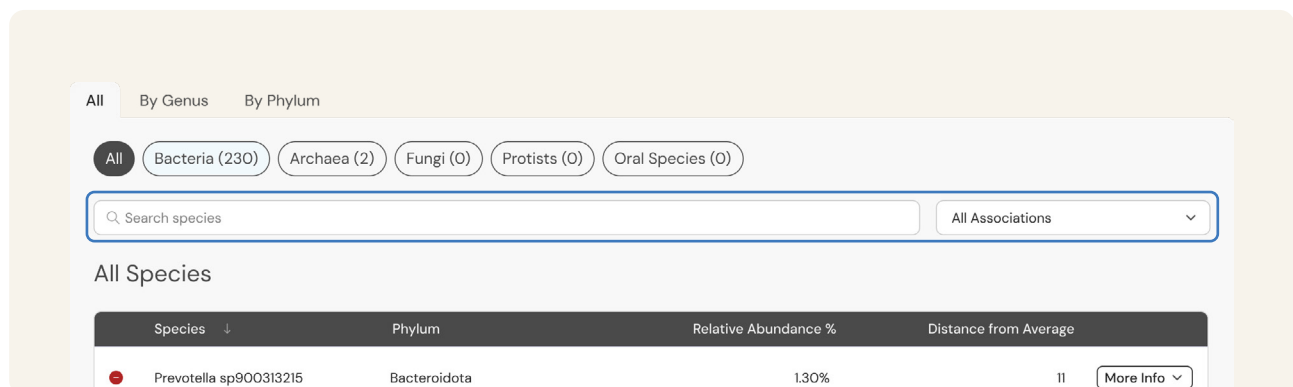 All By Genus By Phylum
All Bacteria (230) Archaea (2) Fungi (0) Protists (0) Oral Species (0)
Search species All Associations
All Species
Species ↓ Phylum Relative Abundance % Distance from Average
Prevotella sp900313215 Bacteroidota 1.30% 11 More Info